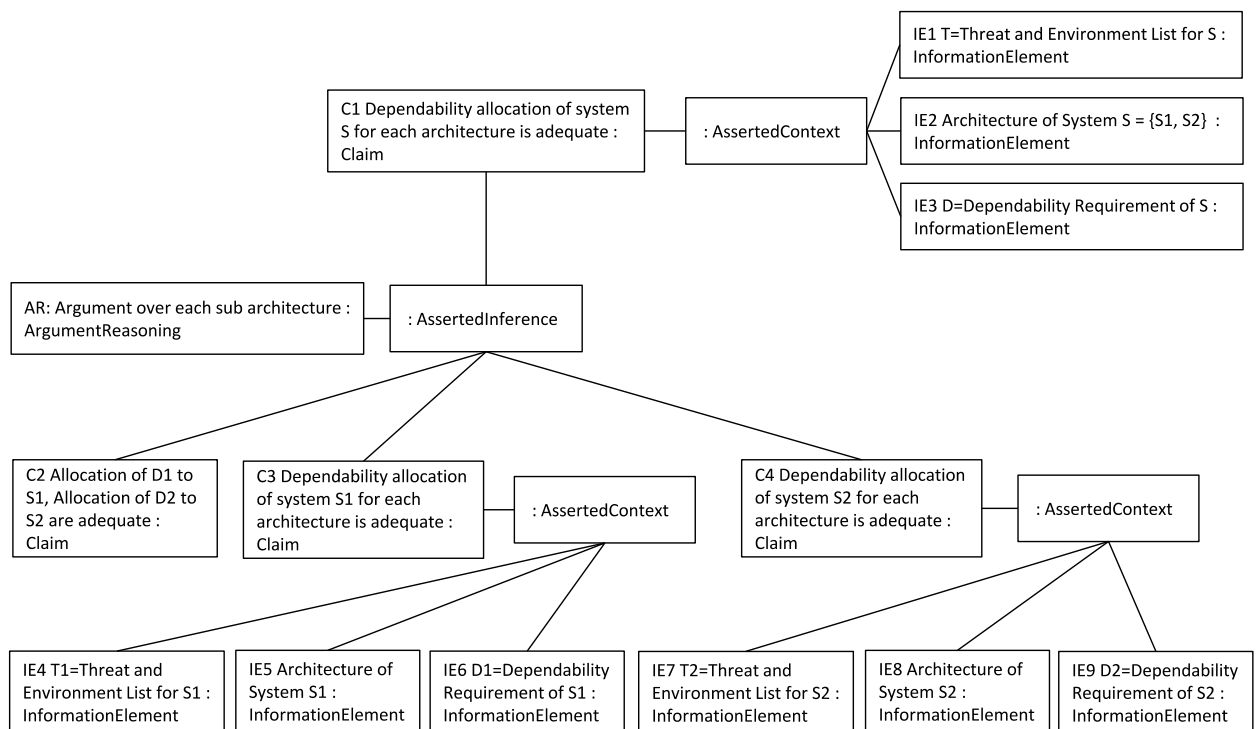 IE1 T=Threat and Environment List for S :
InformationElement
C1 Dependability allocation of system
S for each architecture is adequate :
Claim
: AssertedContext
IE2 Architecture of System S = {S1, S2} :
InformationElement
IE3 D=Dependability Requirement of S :
InformationElement
AR: Argument over each sub architecture :
ArgumentReasoning
: AssertedInference
C2 Allocation of D1 to
S1, Allocation of D2 to
S2 are adequate :
Claim
C3 Dependability allocation
of system S1 for each
architecture is adequate :
Claim
: AssertedContext
C4 Dependability allocation
of system S2 for each
architecture is adequate :
Claim
: AssertedContext
IE4 T1=Threat and
Environment List for S1 :
InformationElement
IE5 Architecture of
System S1 :
InformationElement
IE6 D1=Dependability
Requirement of S1 :
InformationElement
IE7 T2=Threat and
Environment List for S2 :
InformationElement
IE8 Architecture of
System S2 :
InformationElement
IE9 D2=Dependability
Requirement of S2 :
InformationElement